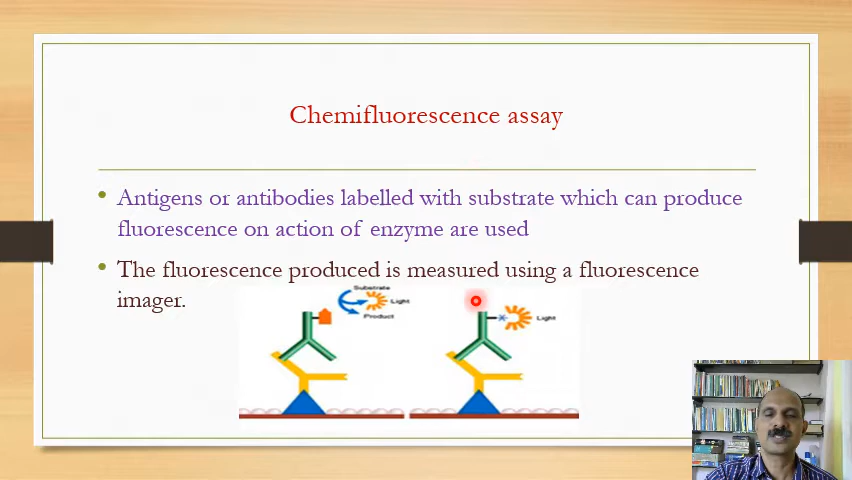 Chemifluorescence assay
Antigens or antibodies labelled with substrate which can produce
fluorescence on action of enzyme are used
The fluorescence produced is measured using a fluorescence
imager.
Substrate
Light
Product
Light